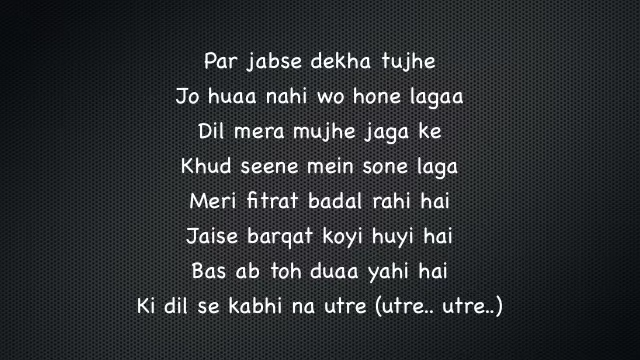 Par jabse dekha tujhe
Jo huaa nahi wo hone lagaa
Dil mera mujhe jaga ke
Khud seene mein sone laga
Meri fitrat badal rahi hai
Jaise barqat koyi huyi hai
Bas ab toh duaa yahi hai
Ki dil se kabhi na utre (utre.. utre..)